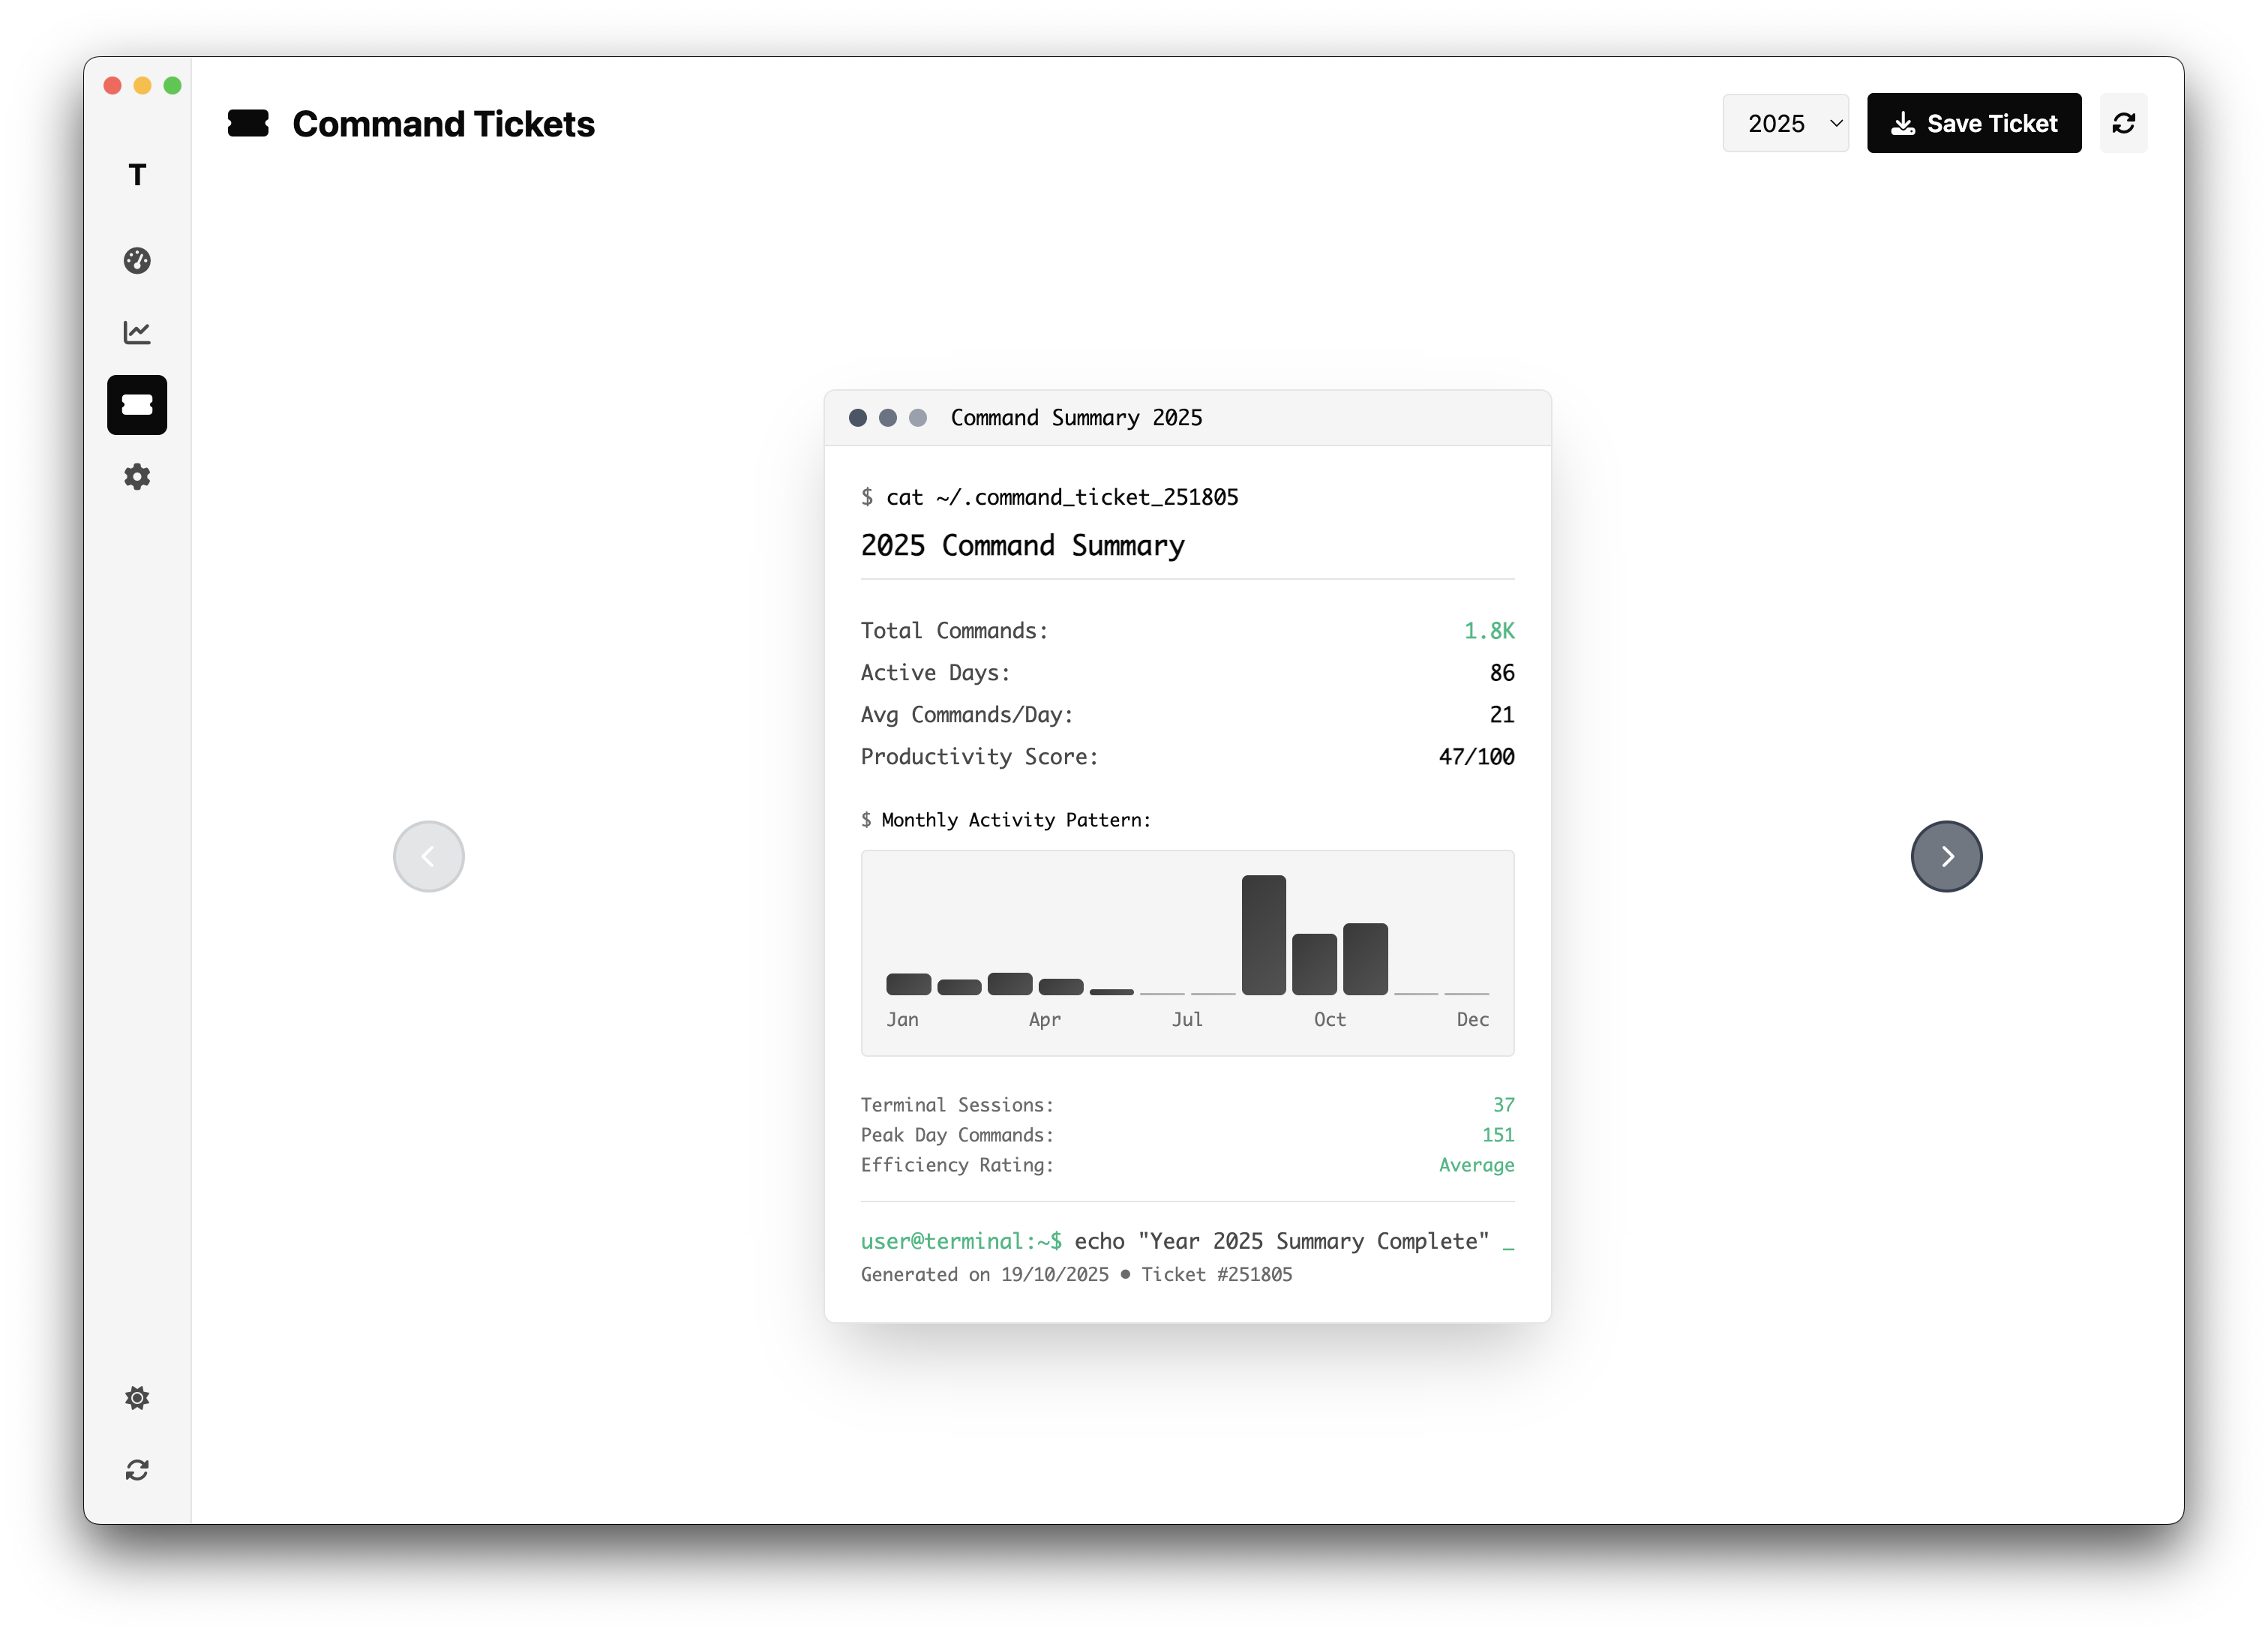 Command Tickets
2025
Save Ticket
T
Command Summary 2025
$ cat ~/.command_ticket_251805
2025 Command Summary
Total Commands: 1.8K
Active Days: 86
Avg Commands/Day: 21
Productivity Score: 47/100
$ Monthly Activity Pattern:
Jan Apr Jul Oct Dec
Terminal Sessions: 37
Peak Day Commands: 151
Efficiency Rating: Average
user@terminal:~$ echo "Year 2025 Summary Complete" _
Generated on 19/10/2025 ● Ticket #251805